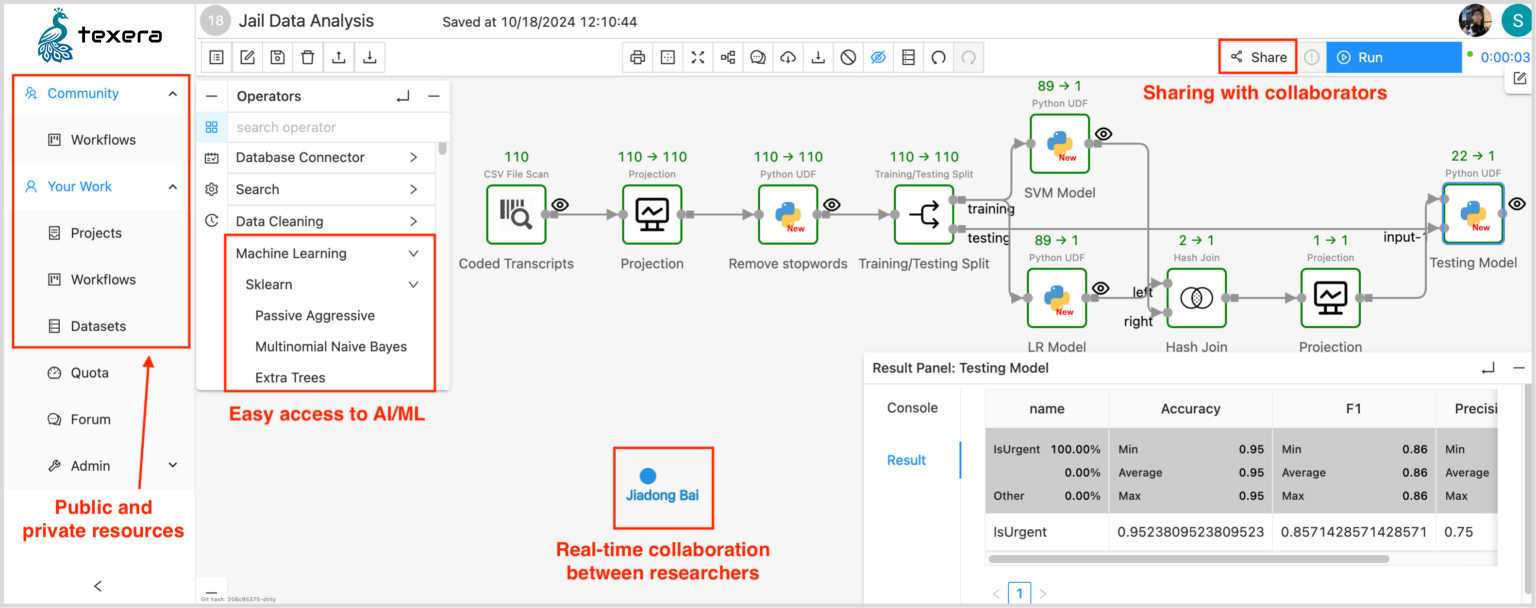 texera
18
Jail Data Analysis
Saved at 10/18/2024 12:10:44
S
Share
Run
0:00:03
Sharing with collaborators
Community
Workflows
Your Work
Projects
Workflows
Datasets
Quota
Forum
Admin
Public and
private resources
Operators
search operator
Database Connector
Search
Data Cleaning
Machine Learning
Sklearn
Passive Aggressive
Multinomial Naive Bayes
Extra Trees
Easy access to AI/ML
110
CSV File Scan
Coded Transcripts
110 → 110
Projection
Projection
110 → 110
Python UDF
New
Remove stopwords
110 → 110
Training/Testing Split
training
testing
Training/Testing Split
89 → 1
Python UDF
New
SVM Model
89 → 1
Python UDF
New
LR Model
2 → 1
Hash Join
left
right
Hash Join
1 → 1
Projection
Projection
22 → 1
Python UDF
input-1
New
Testing Model
Jiadong Bai
Real-time collaboration
between researchers
Result Panel: Testing Model
Console
Result
name Accuracy F1 Precisi
IsUrgent 100.00% Min 0.95 Min 0.86 Min
0.00% Average 0.95 Average 0.86 Average
Other 0.00% Max 0.95 Max 0.86 Max
IsUrgent 0.9523809523809523 0.8571428571428571 0.75
1
Git hash: 206c95375-dirty